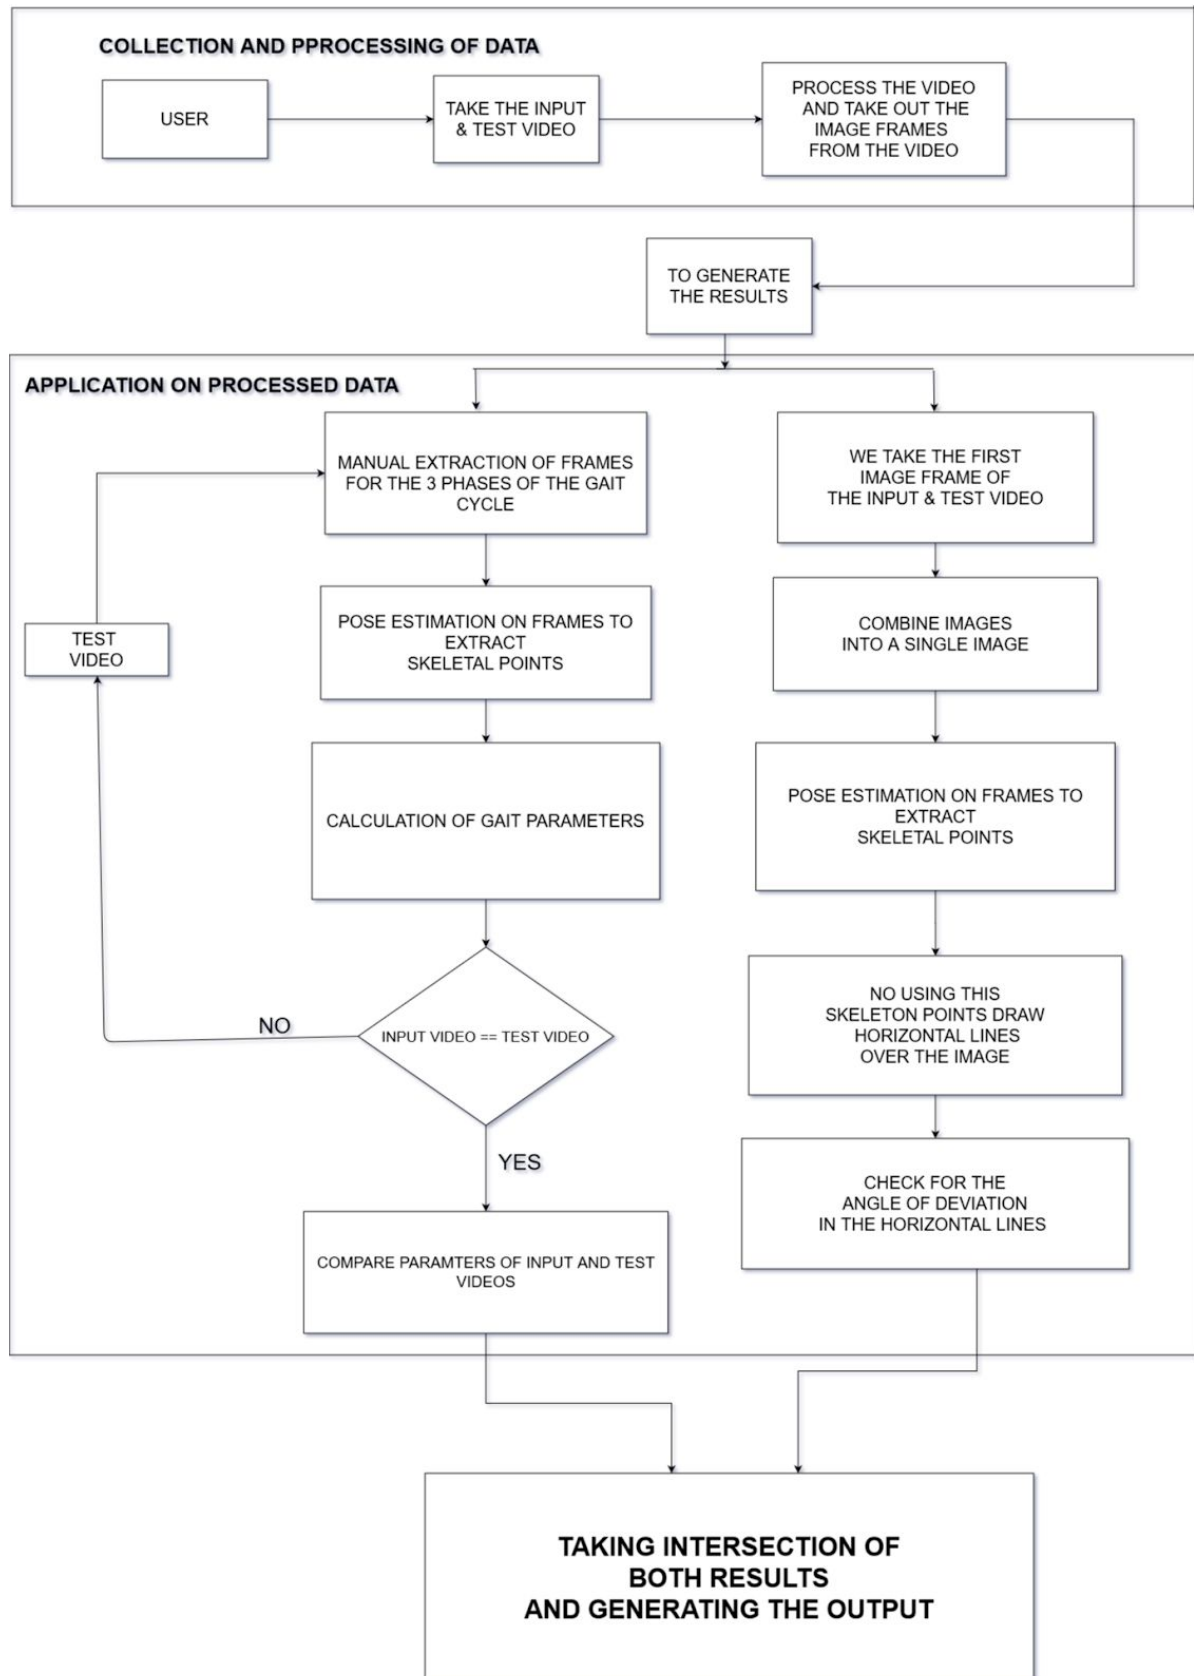 COLLECTION AND PPROCESSING OF DATA
USER
TAKE THE INPUT
& TEST VIDEO
PROCESS THE VIDEO
AND TAKE OUT THE
IMAGE FRAMES
FROM THE VIDEO
TO GENERATE
THE RESULTS
APPLICATION ON PROCESSED DATA
MANUAL EXTRACTION OF FRAMES
FOR THE 3 PHASES OF THE GAIT
CYCLE
POSE ESTIMATION ON FRAMES TO
EXTRACT
SKELETAL POINTS
TEST
VIDEO
CALCULATION OF GAIT PARAMETERS
INPUT VIDEO == TEST VIDEO
NO
YES
COMPARE PARAMTERS OF INPUT AND TEST
VIDEOS
WE TAKE THE FIRST
IMAGE FRAME OF
THE INPUT & TEST VIDEO
COMBINE IMAGES
INTO A SINGLE IMAGE
POSE ESTIMATION ON FRAMES TO
EXTRACT
SKELETAL POINTS
NO USING THIS
SKELETON POINTS DRAW
HORIZONTAL LINES
OVER THE IMAGE
CHECK FOR THE
ANGLE OF DEVIATION
IN THE HORIZONTAL LINES
TAKING INTERSECTION OF
BOTH RESULTS
AND GENERATING THE OUTPUT